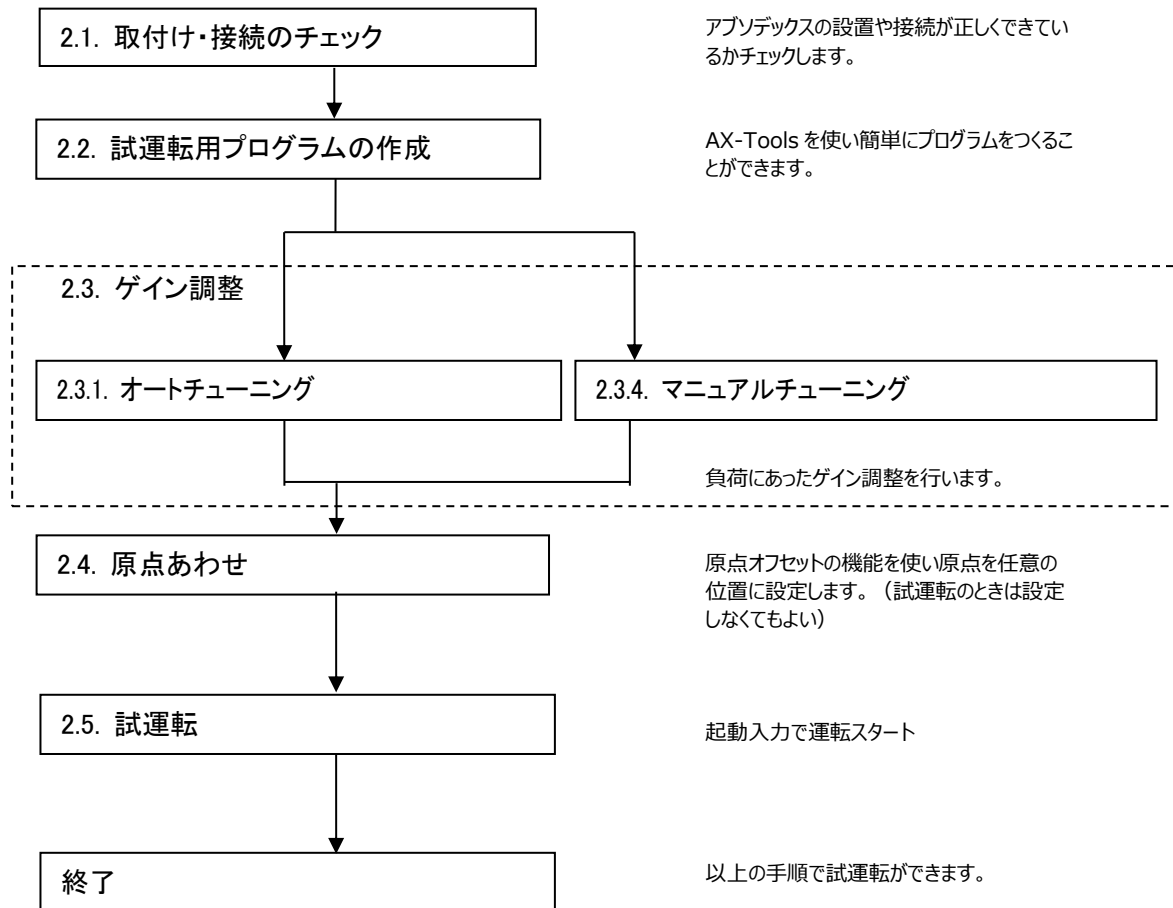 2.1. 取付け・接続のチェック
アブソデックスの設置や接続が正しくできてい
るかチェックします。
2.2. 試運転用プログラムの作成
AX-Tools を使い簡単にプログラムをつくるこ
とができます。
2.3. ゲイン調整
2.3.1. オートチューニング
2.3.4. マニュアルチューニング
負荷にあったゲイン調整を行います。
2.4. 原点あわせ
原点オフセットの機能を使い原点を任意の
位置に設定します。（試運転のときは設定
しなくてもよい）
2.5. 試運転
起動入力で運転スタート
終了
以上の手順で試運転ができます。